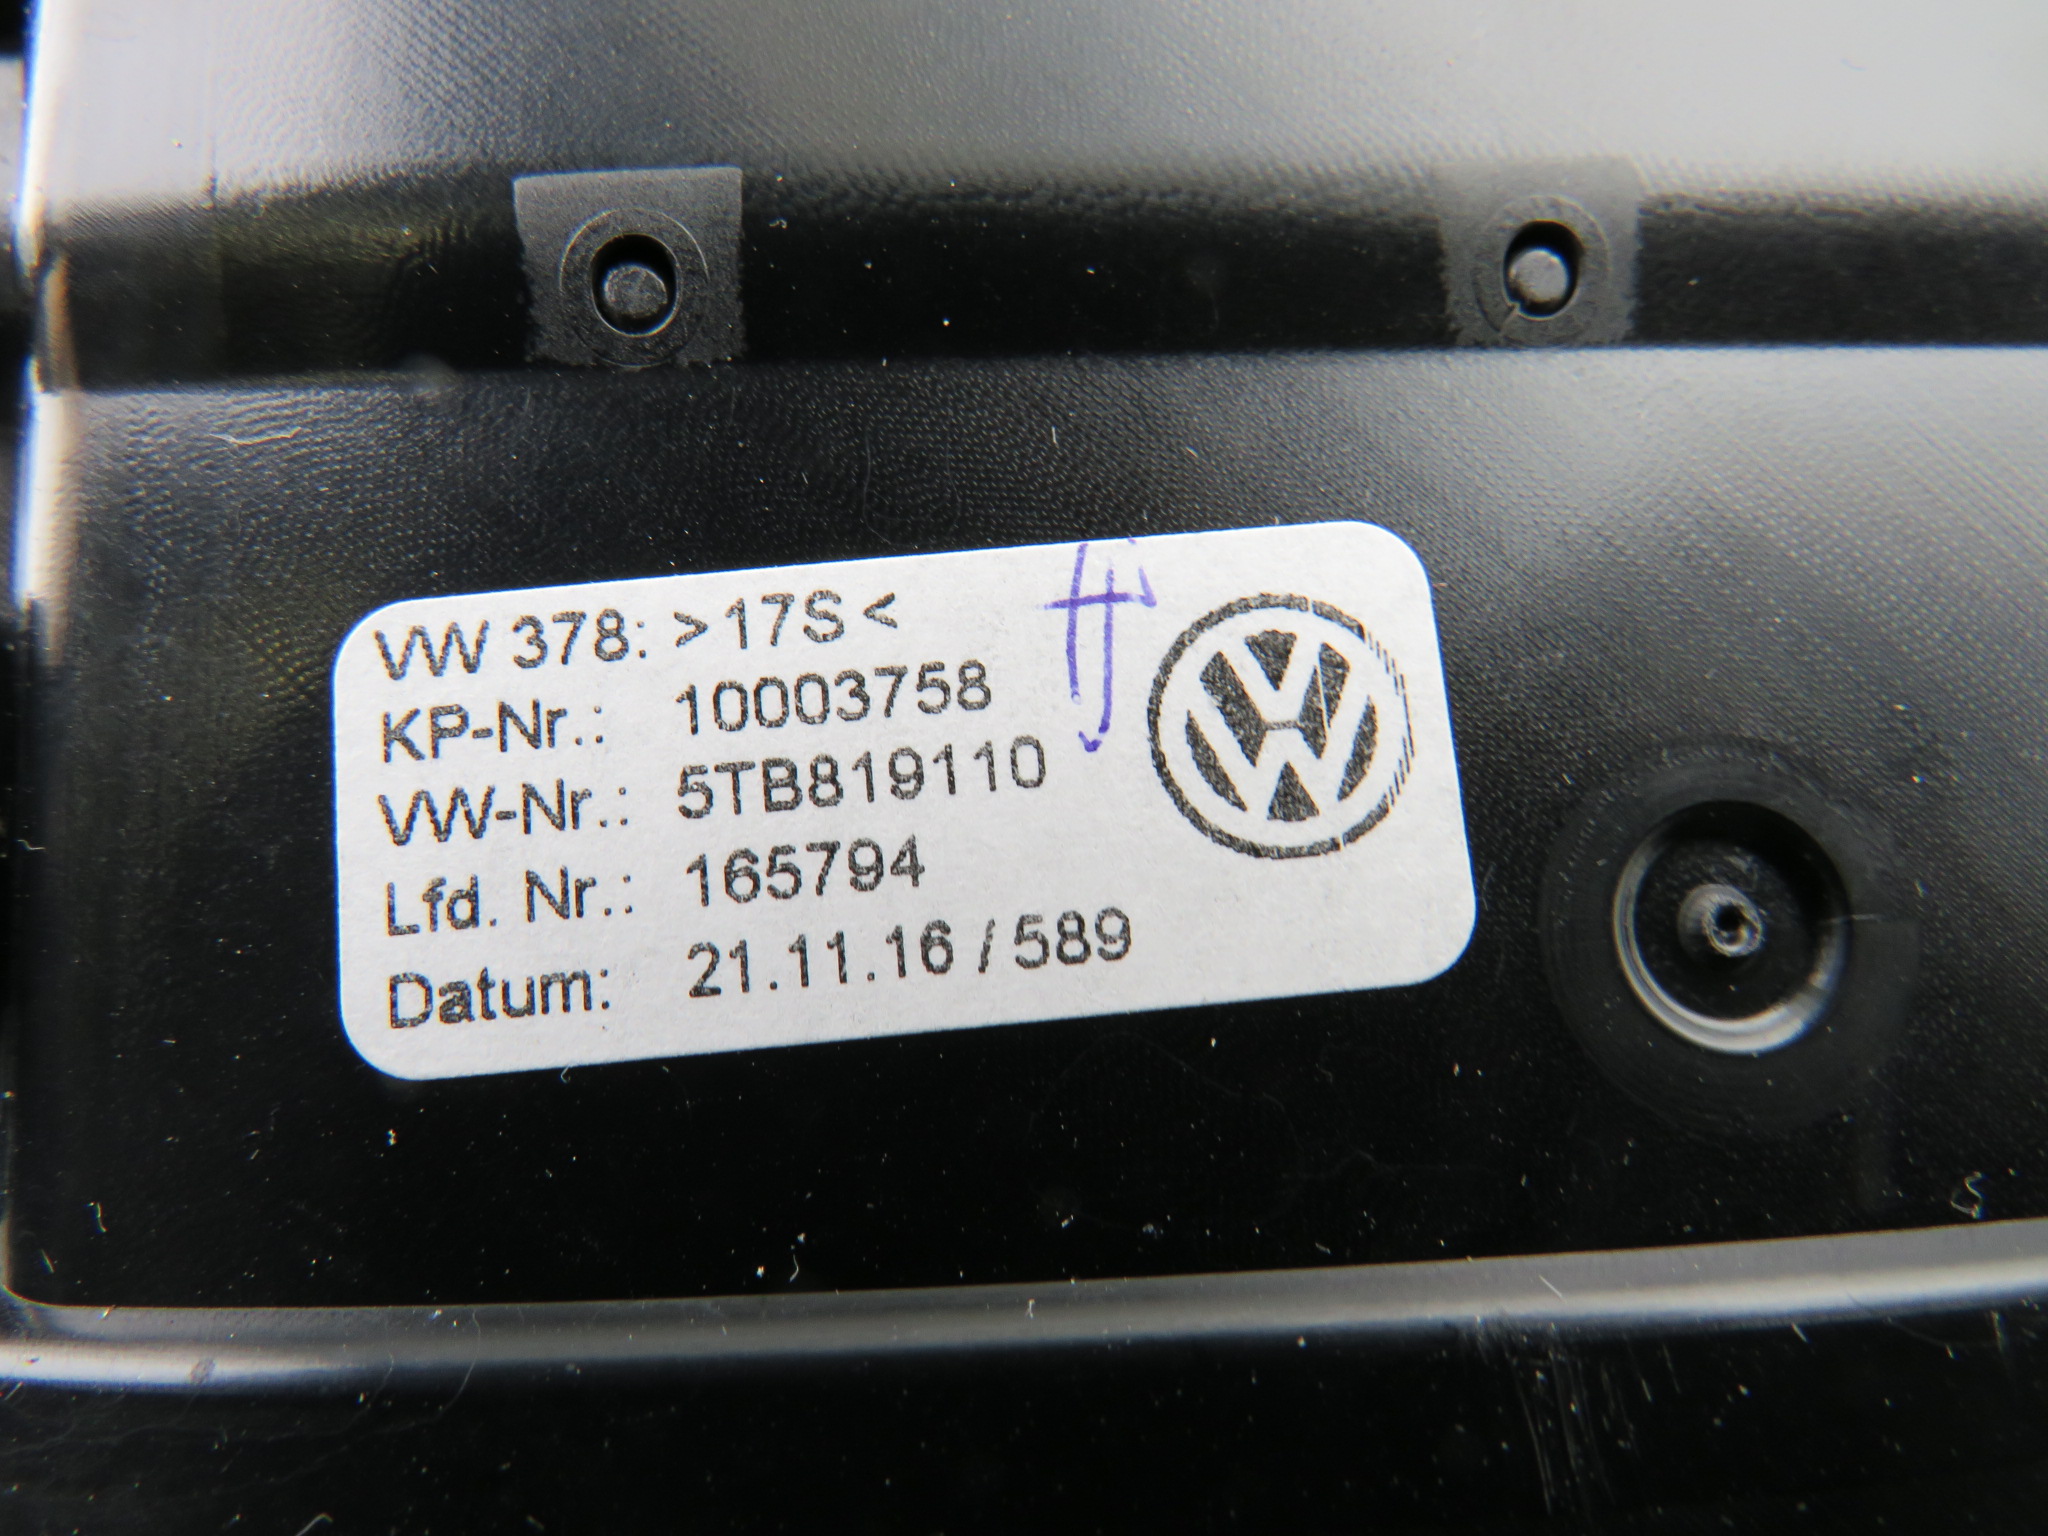 VW 378: >17S<
KP-Nr.: 10003758
VW-Nr.: 5TB819110
Lfd. Nr.: 165794
Datum: 21.11.16 / 589